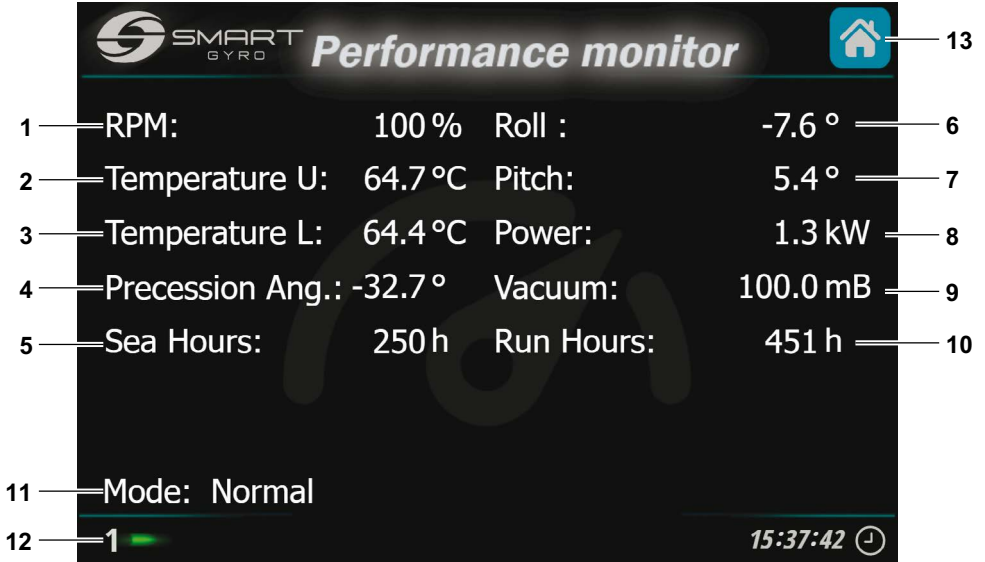 SMART
GYRO
Performance monitor
13
1 RPM: 100 % Roll : -7.6 ° 6
2 Temperature U: 64.7 °C Pitch: 5.4 ° 7
3 Temperature L: 64.4 °C Power: 1.3 kW 8
4 Precession Ang.: -32.7 ° Vacuum: 100.0 mB 9
5 Sea Hours: 250 h Run Hours: 451 h 10
11 Mode: Normal
12 1 15:37:42